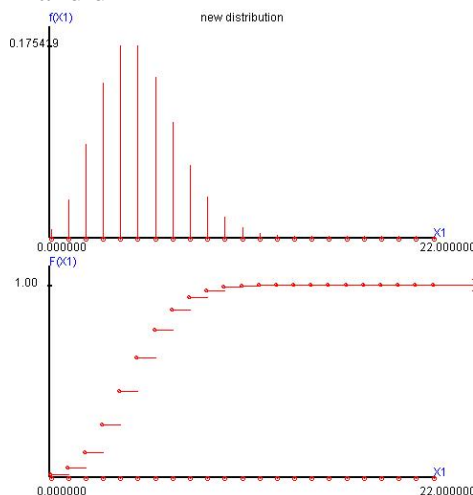 f(X1)
new distribution
0.175419
X1
0.000000
22.000000
F(X1)
1.00
X1
0.000000
22.000000